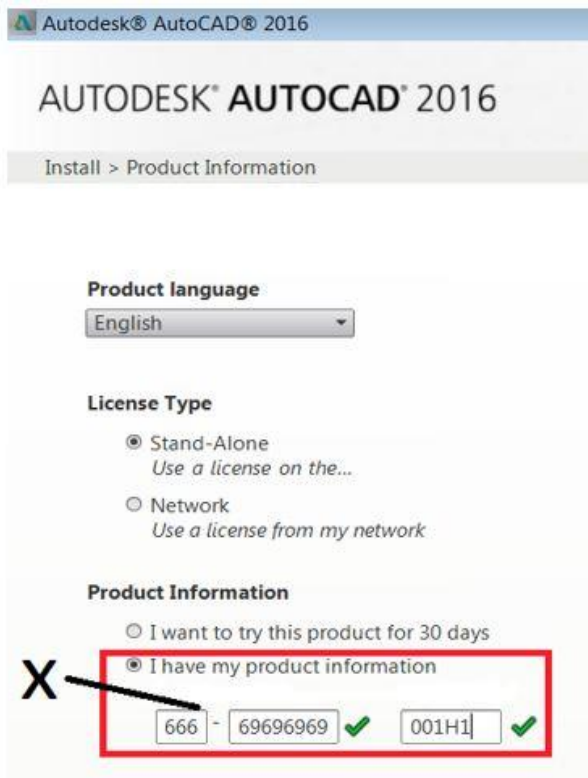 Autodesk® AutoCAD® 2016
AUTODESK® AUTOCAD® 2016
Install > Product Information
Product language
English
License Type
Stand-Alone
Use a license on the...
Network
Use a license from my network
Product Information
I want to try this product for 30 days
I have my product information
X
666 - 69696969 001H1